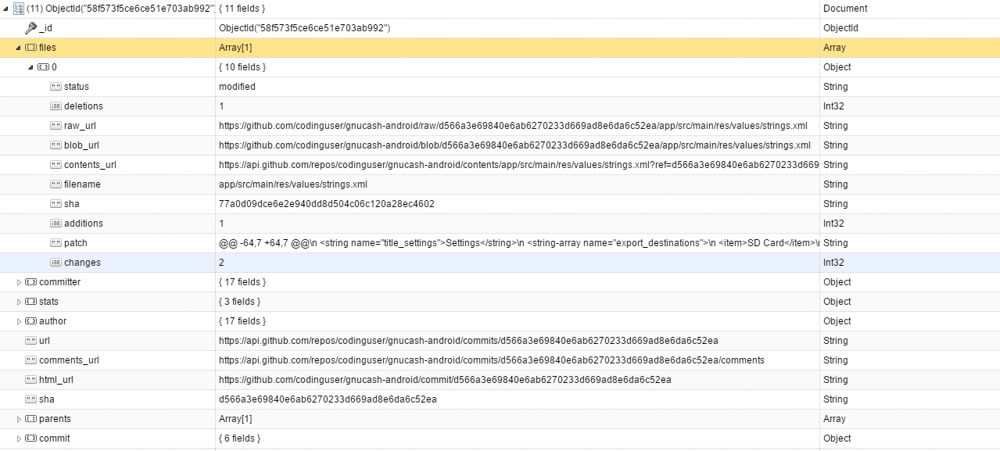 (11) ObjectId("58f573f5ce6ce51e703ab992") { 11 fields } Document
_id ObjectId("58f573f5ce6ce51e703ab992") ObjectId
files Array[1] Array
0 { 10 fields } Object
"" status modified String
i32 deletions 1 Int32
"" raw_url https://github.com/codinguser/gnucash-android/raw/d566a3e69840e6ab6270233d669ad8e6da6c52ea/app/src/main/res/values/strings.xml String
"" blob_url https://github.com/codinguser/gnucash-android/blob/d566a3e69840e6ab6270233d669ad8e6da6c52ea/app/src/main/res/values/strings.xml String
"" contents_url https://api.github.com/repos/codinguser/gnucash-android/contents/app/src/main/res/values/strings.xml?ref=d566a3e69840e6ab6270233d669 String
"" filename app/src/main/res/values/strings.xml String
"" sha 77a0d09dce6e2e940dd8d504c06c120a28ec4602 String
i32 additions 1 Int32
"" patch @@ -64,7 +64,7 @@\n <string name="title_settings">Settings</string>\n <string-array name="export_destinations">\n <item>SD Card</item>\r String
i32 changes 2 Int32
committer { 17 fields } Object
stats { 3 fields } Object
author { 17 fields } Object
"" url https://api.github.com/repos/codinguser/gnucash-android/commits/d566a3e69840e6ab6270233d669ad8e6da6c52ea String
"" comments_url https://api.github.com/repos/codinguser/gnucash-android/commits/d566a3e69840e6ab6270233d669ad8e6da6c52ea/comments String
"" html_url https://github.com/codinguser/gnucash-android/commit/d566a3e69840e6ab6270233d669ad8e6da6c52ea String
"" sha d566a3e69840e6ab6270233d669ad8e6da6c52ea String
parents Array[1] Array
commit { 6 fields } Object